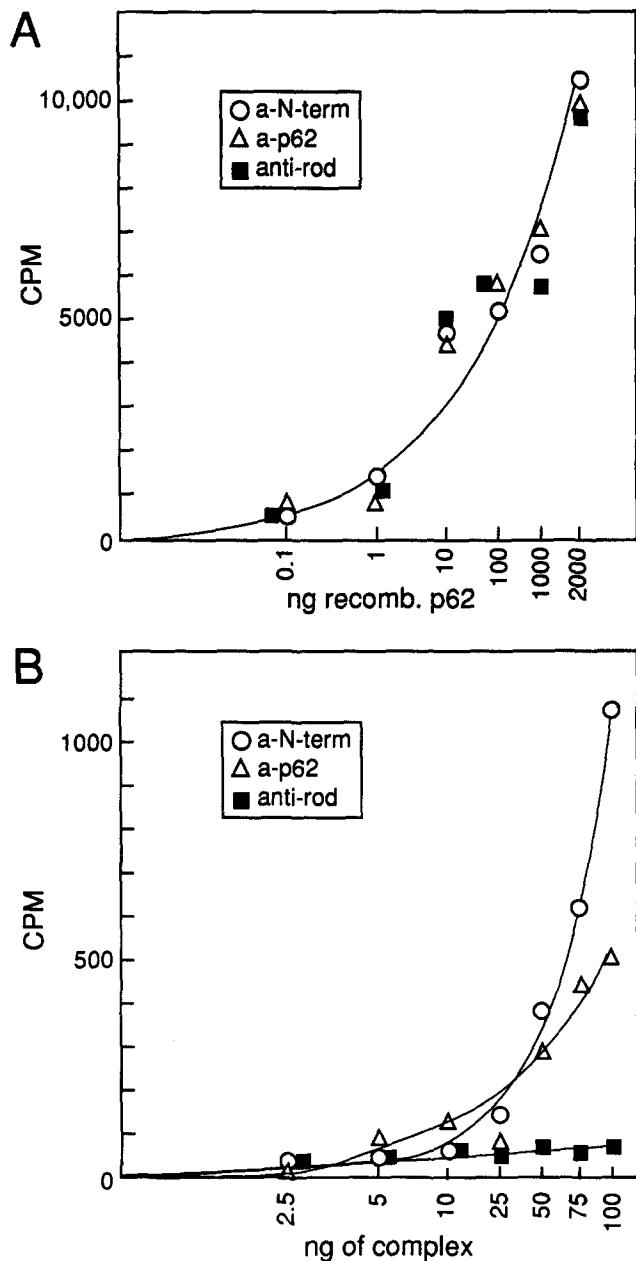 A
10,000
5000
0
CPM
a-N-term
a-p62
anti-rod
0.1
1
10
100
1000
2000
ng recomb. p62
B
1000
500
0
CPM
a-N-term
a-p62
anti-rod
2.5
5
10
25
50
75
100
ng of complex